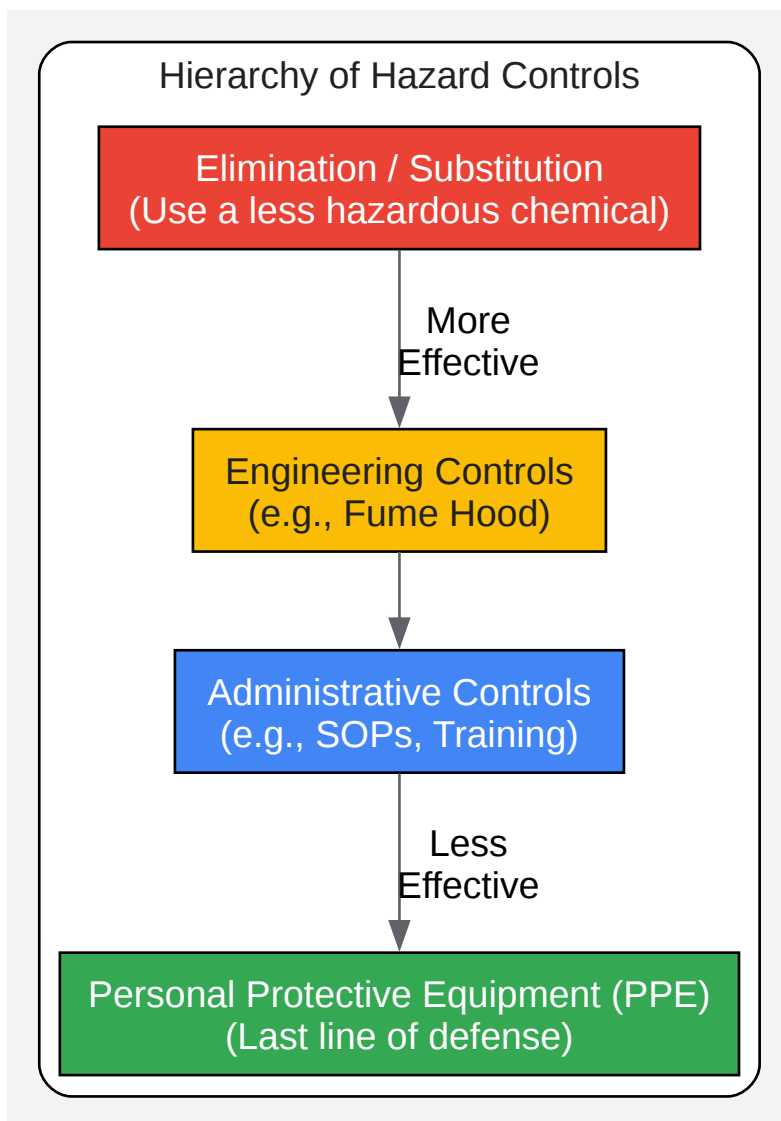 Hierarchy of Hazard Controls
Elimination / Substitution
(Use a less hazardous chemical)
More
Effective
Engineering Controls
(e.g., Fume Hood)
Administrative Controls
(e.g., SOPs, Training)
Less
Effective
Personal Protective Equipment (PPE)
(Last line of defense)